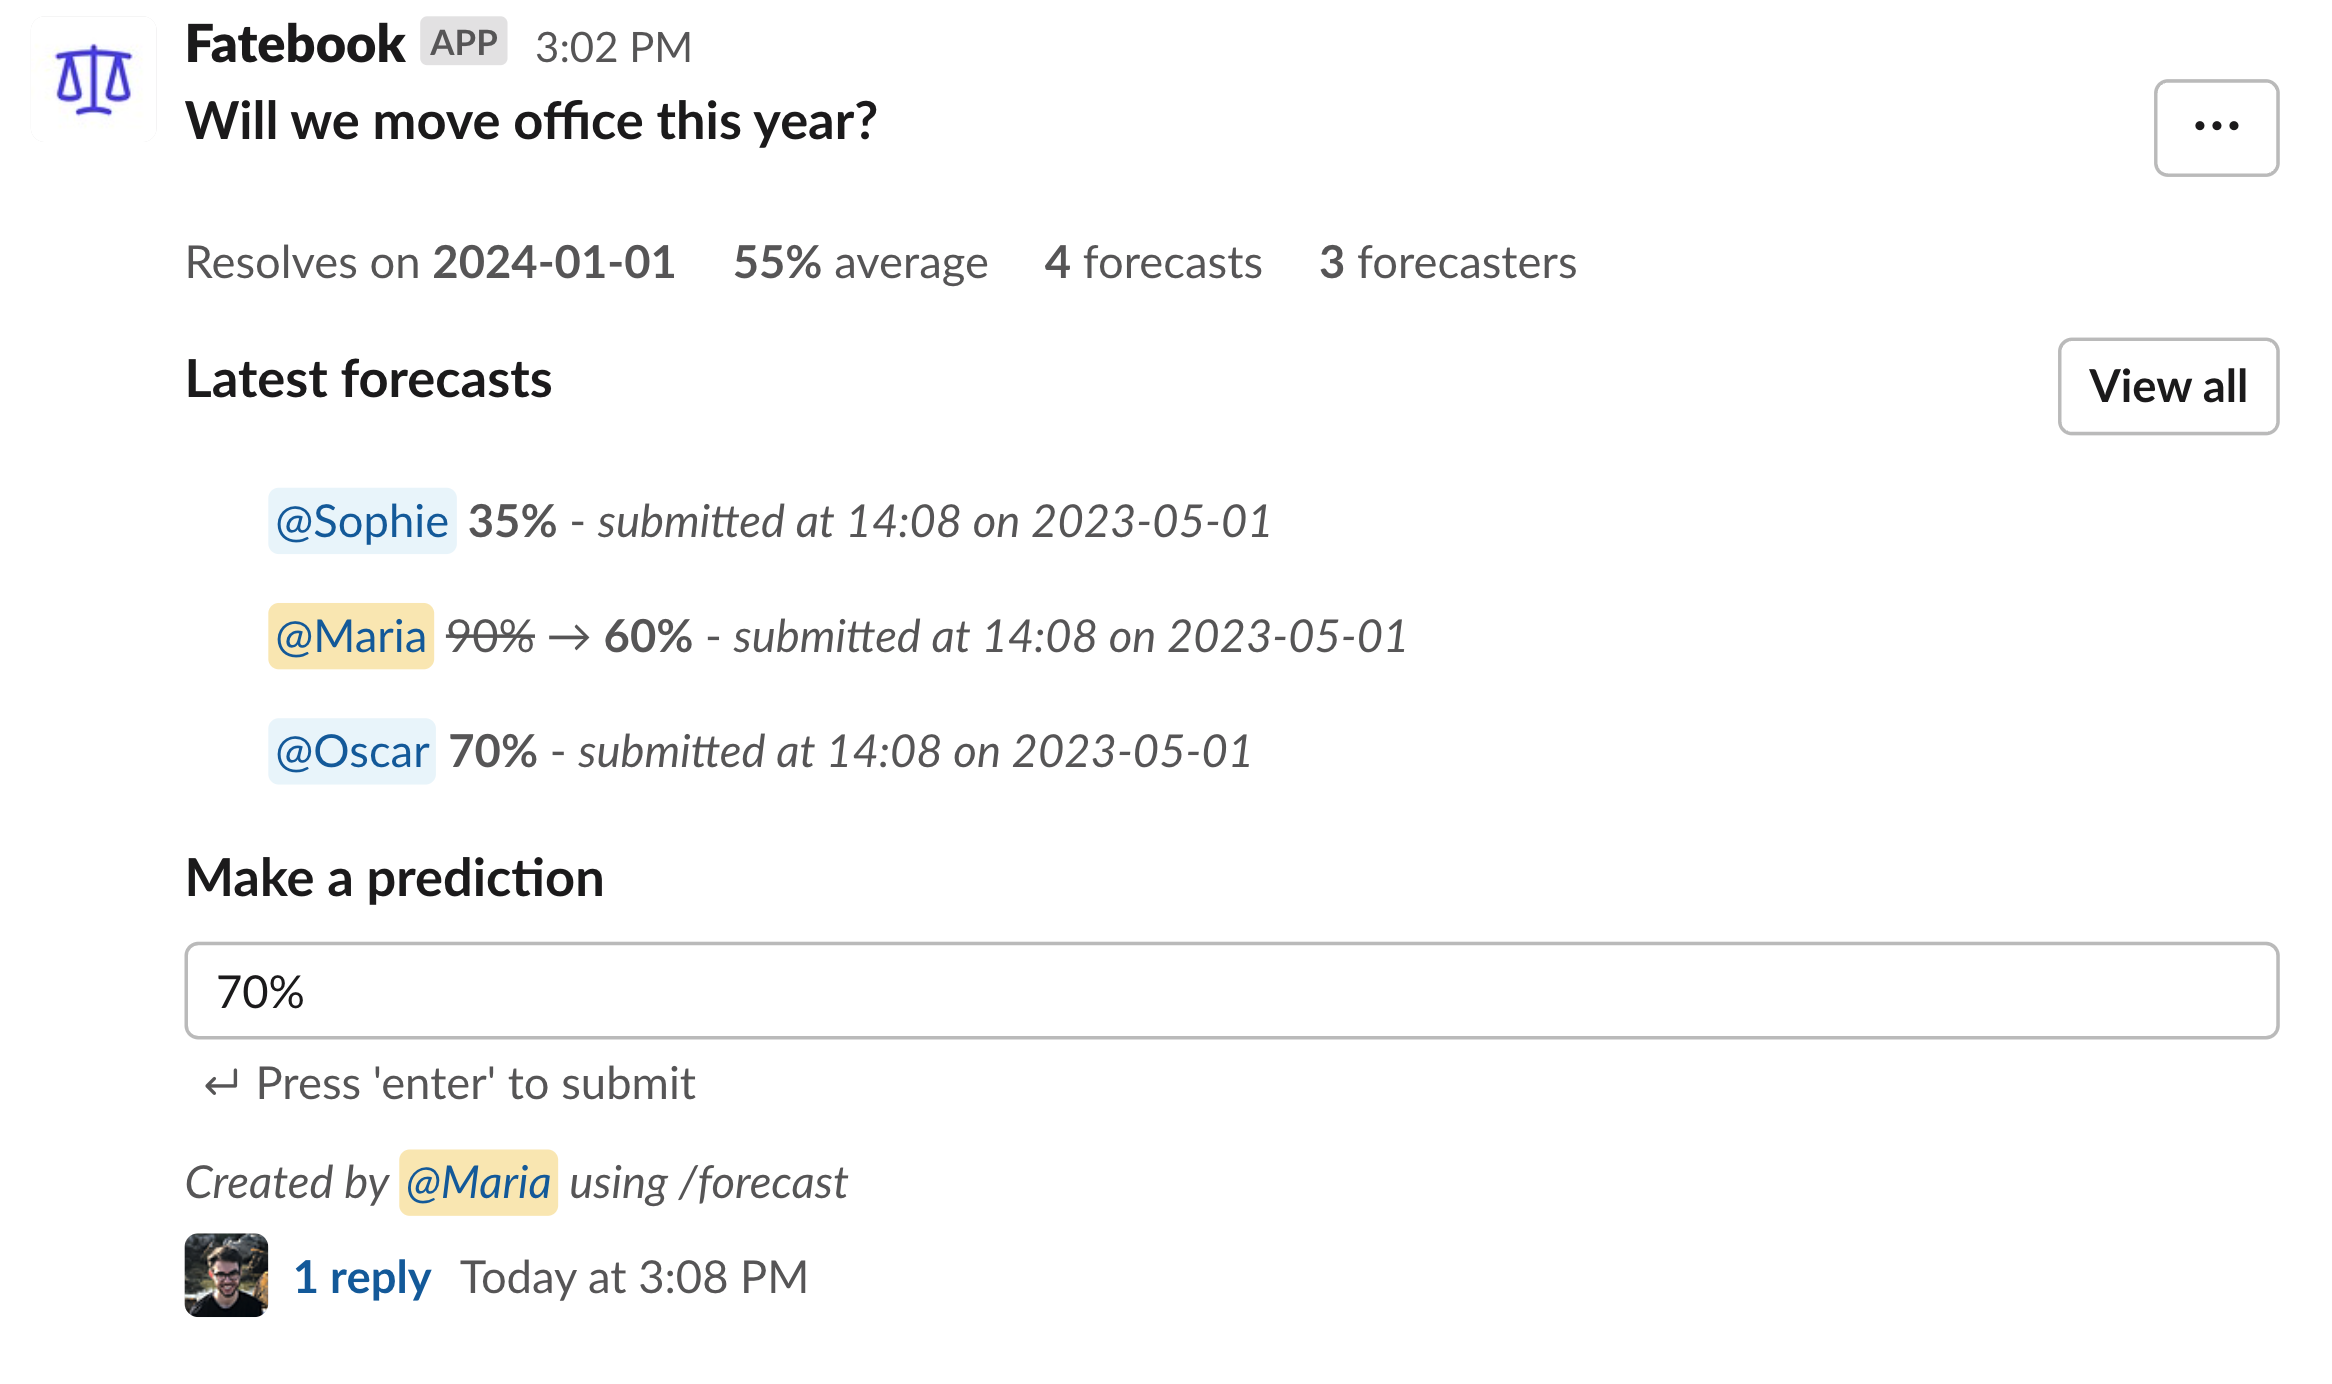 Fatebook APP 3:02 PM
Will we move office this year?
...
Resolves on 2024-01-01 55% average 4 forecasts 3 forecasters
Latest forecasts
View all
@Sophie 35% - submitted at 14:08 on 2023-05-01
@Maria 90% → 60% - submitted at 14:08 on 2023-05-01
@Oscar 70% - submitted at 14:08 on 2023-05-01
Make a prediction
70%
↵ Press 'enter' to submit
Created by @Maria using /forecast
1 reply Today at 3:08 PM